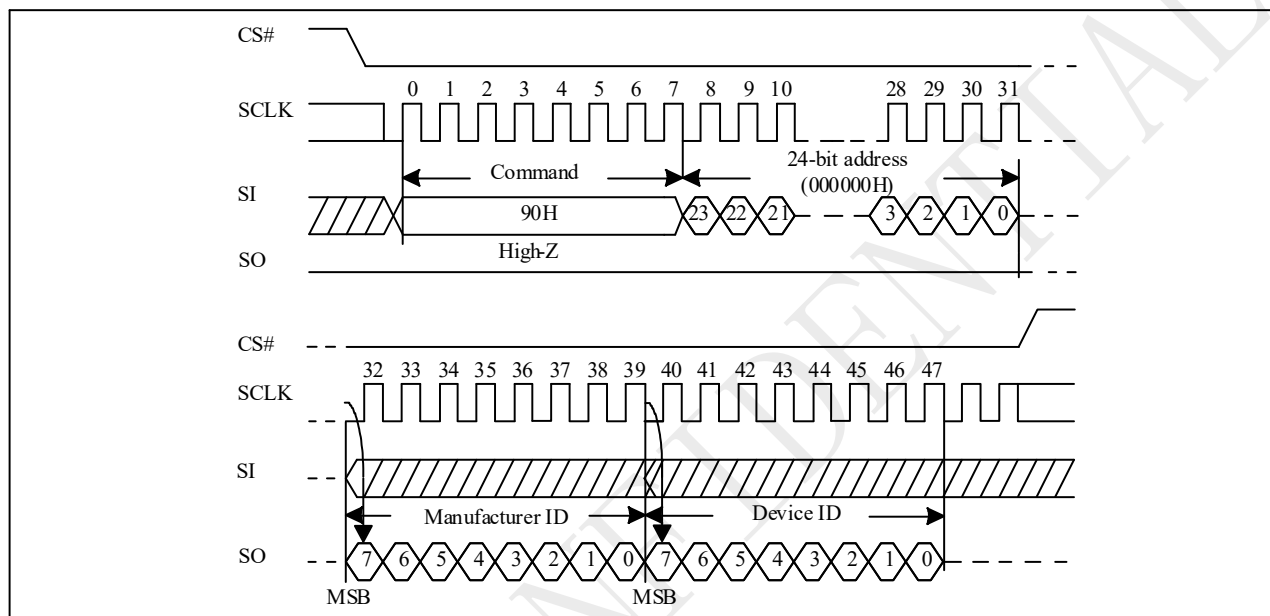 CS#
0 1 2 3 4 5 6 7 8 9 10 28 29 30 31
SCLK
Command 24-bit address
(000000H)
SI
90H 23 22 21 3 2 1 0
High-Z
SO
CS#
32 33 34 35 36 37 38 39 40 41 42 43 44 45 46 47
SCLK
SI
Manufacturer ID Device ID
SO 7 6 5 4 3 2 1 0 7 6 5 4 3 2 1 0
MSB MSB